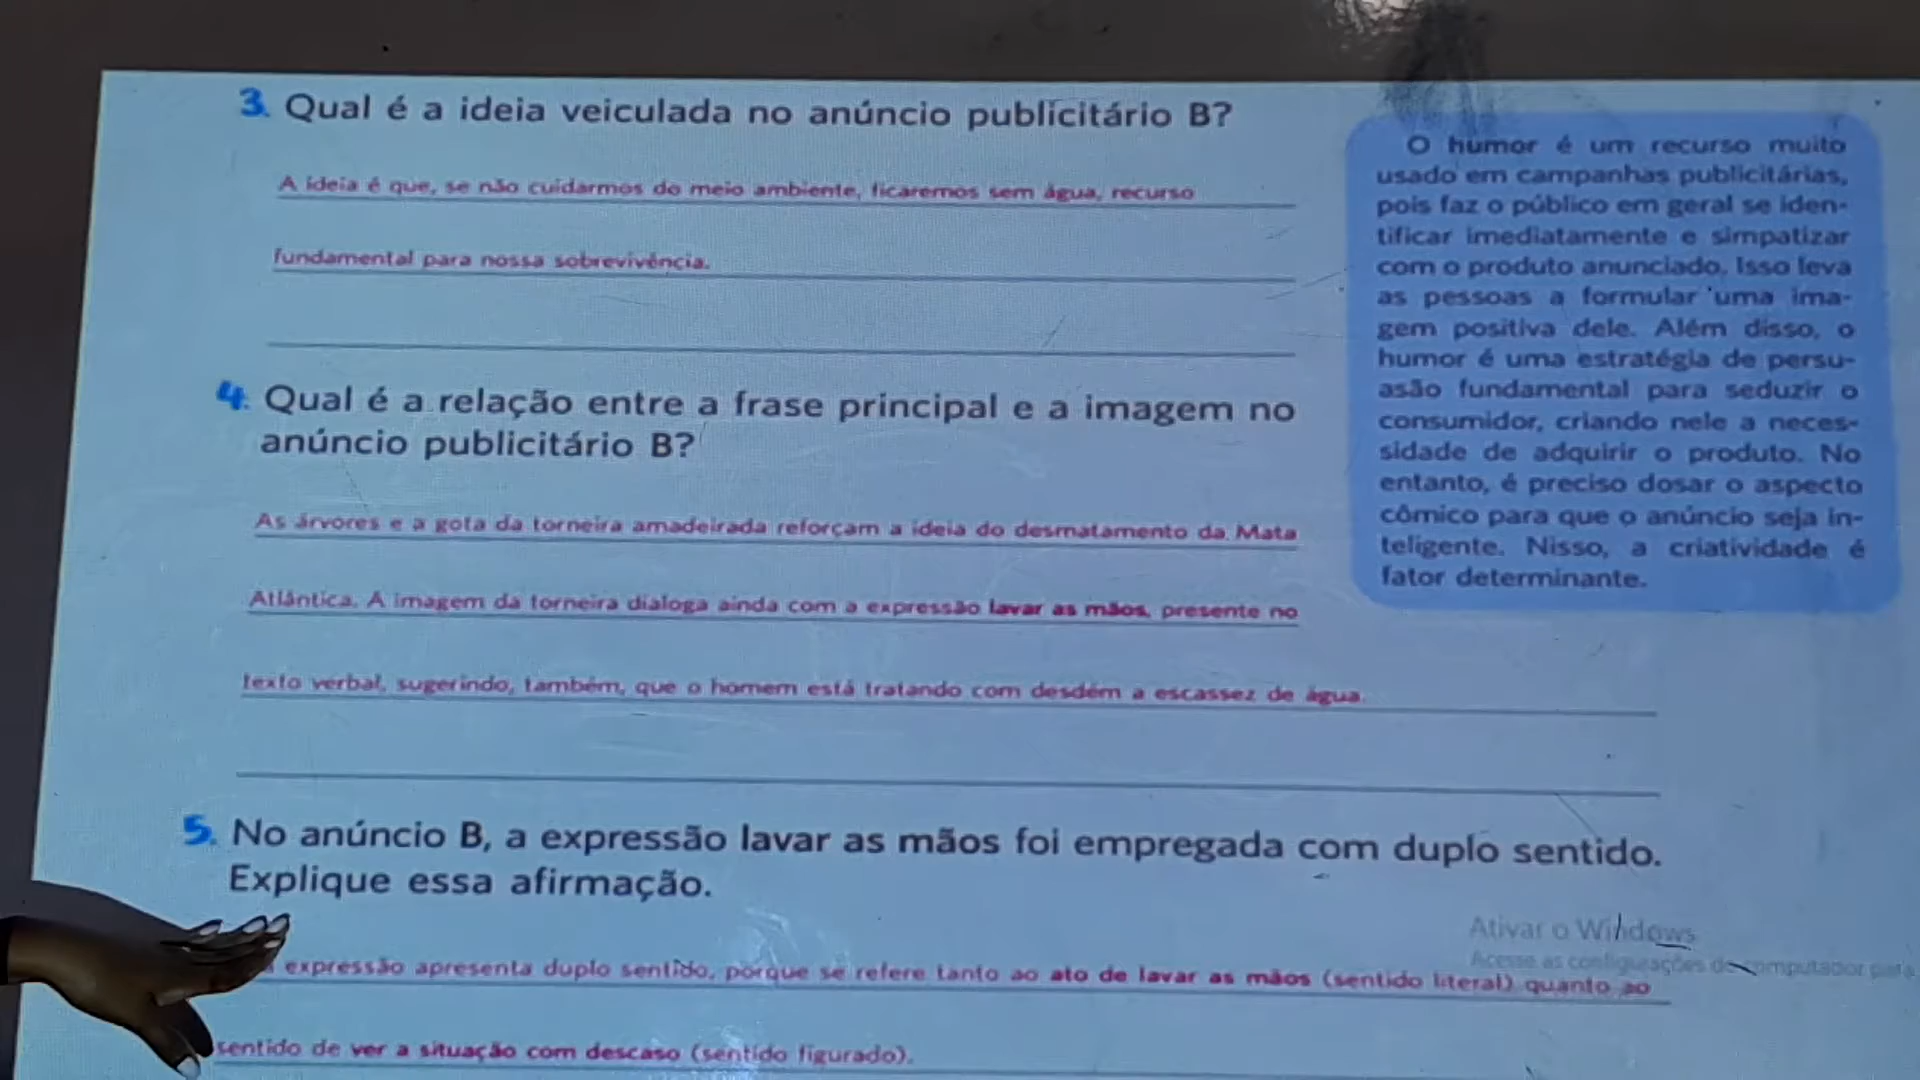 3. Qual é a ideia veiculada no anúncio publicitário B?
A ideia é que, se não cuidarmos do meio ambiente, ficaremos sem água, recurso
fundamental para nossa sobrevivência.
4. Qual é a relação entre a frase principal e a imagem no
anúncio publicitário B?
As árvores e a gota da torneira amadeirada reforçam a ideia do desmatamento da Mata
Atlântica. A imagem da torneira dialoga ainda com a expressão lavar as mãos, presente no
texto verbal, sugerindo, também, que o homem está tratando com desdém a escassez de água.
5. No anúncio B, a expressão lavar as mãos foi empregada com duplo sentido.
Explique essa afirmação.
expressão apresenta duplo sentido, porque se refere tanto ao ato de lavar as mãos (sentido literal) quanto ao
sentido de ver a situação com descaso (sentido figurado).
O humor é um recurso muito
usado em campanhas publicitárias,
pois faz o público em geral se iden-
tificar imediatamente e simpatizar
com o produto anunciado. Isso leva
as pessoas a formular uma ima-
gem positiva dele. Além disso, o
humor é uma estratégia de persu-
asão fundamental para seduzir o
consumidor, criando nele a neces-
sidade de adquirir o produto. No
entanto, é preciso dosar o aspecto
cômico para que o anúncio seja in-
teligente. Nisso, a criatividade é
fator determinante.
Ativar o Windows
Acesse as configurações do computador para